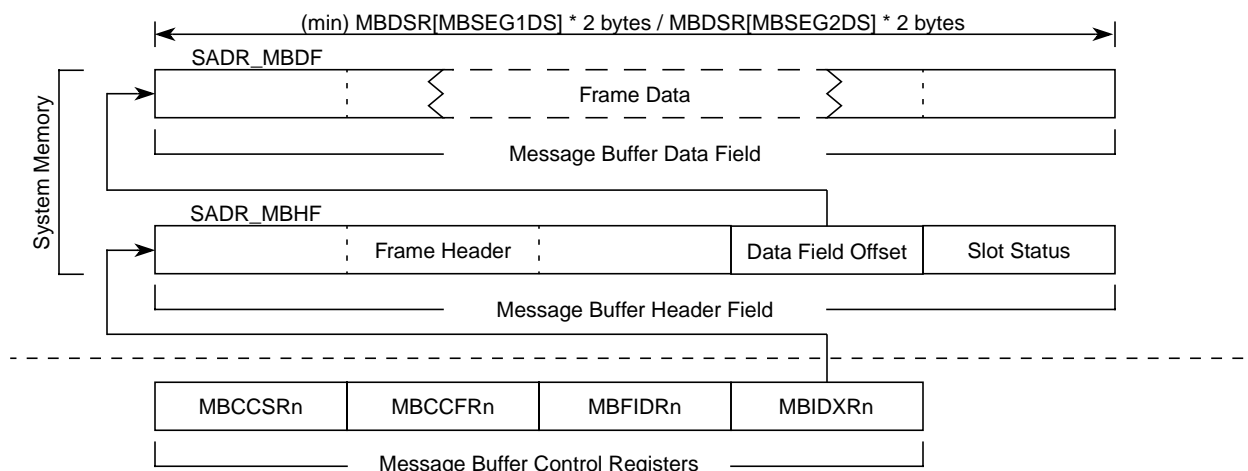 (min) MBDSR[MBSEG1DS] * 2 bytes / MBDSR[MBSEG2DS] * 2 bytes
SADR_MBDF
Frame Data
Message Buffer Data Field
System Memory
SADR_MBHF
Frame Header
Data Field Offset
Slot Status
Message Buffer Header Field
MBCCSRn
MBCCFRn
MBFIDRn
MBIDXRn
Message Buffer Control Registers